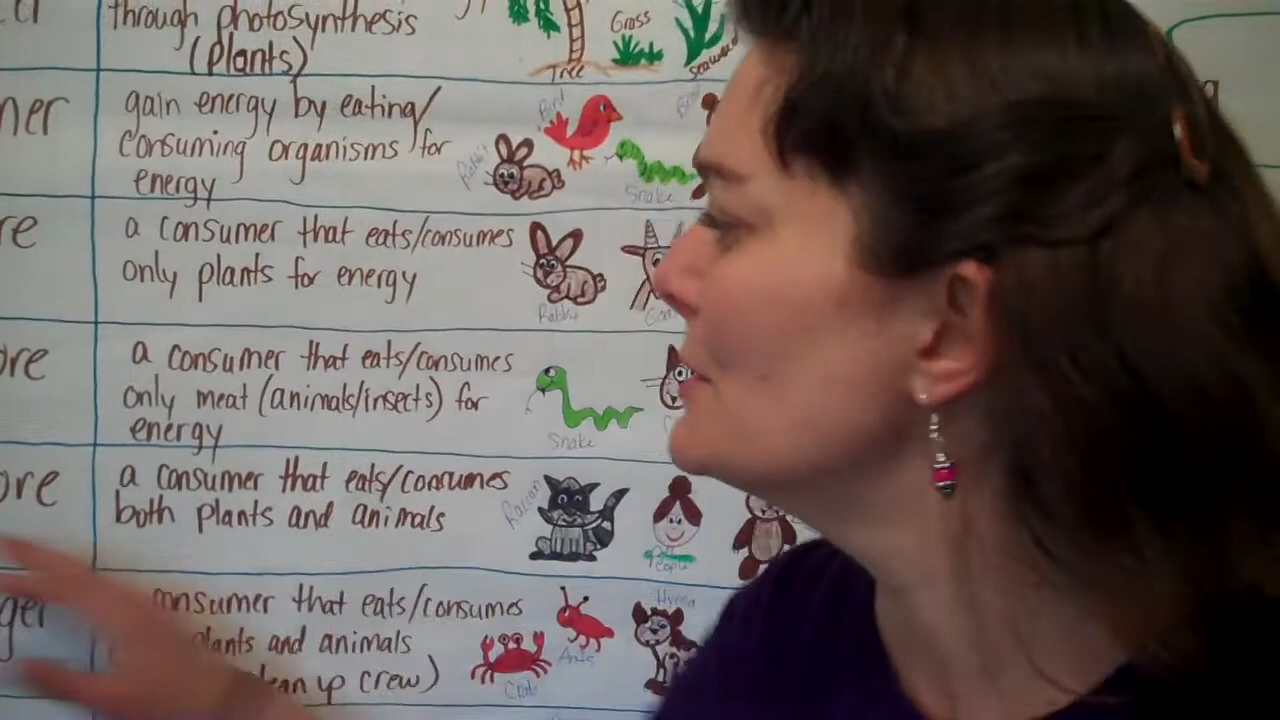 through photosynthesis
(plants)
Tree
Grass
seaweed
ner
gain energy by eating/
consuming organisms for
energy
Rabbit
Bird
Snake
re
a consumer that eats/consumes
only plants for energy
Rabbit
ore
a consumer that eats/consumes
only meat (animals/insects) for
energy
Snake
ore
a consumer that eats/consumes
both plants and animals
Racoon
ger
onsumer that eats/consumes
plants and animals
ean up crew)
Crab
Ants
Hyena